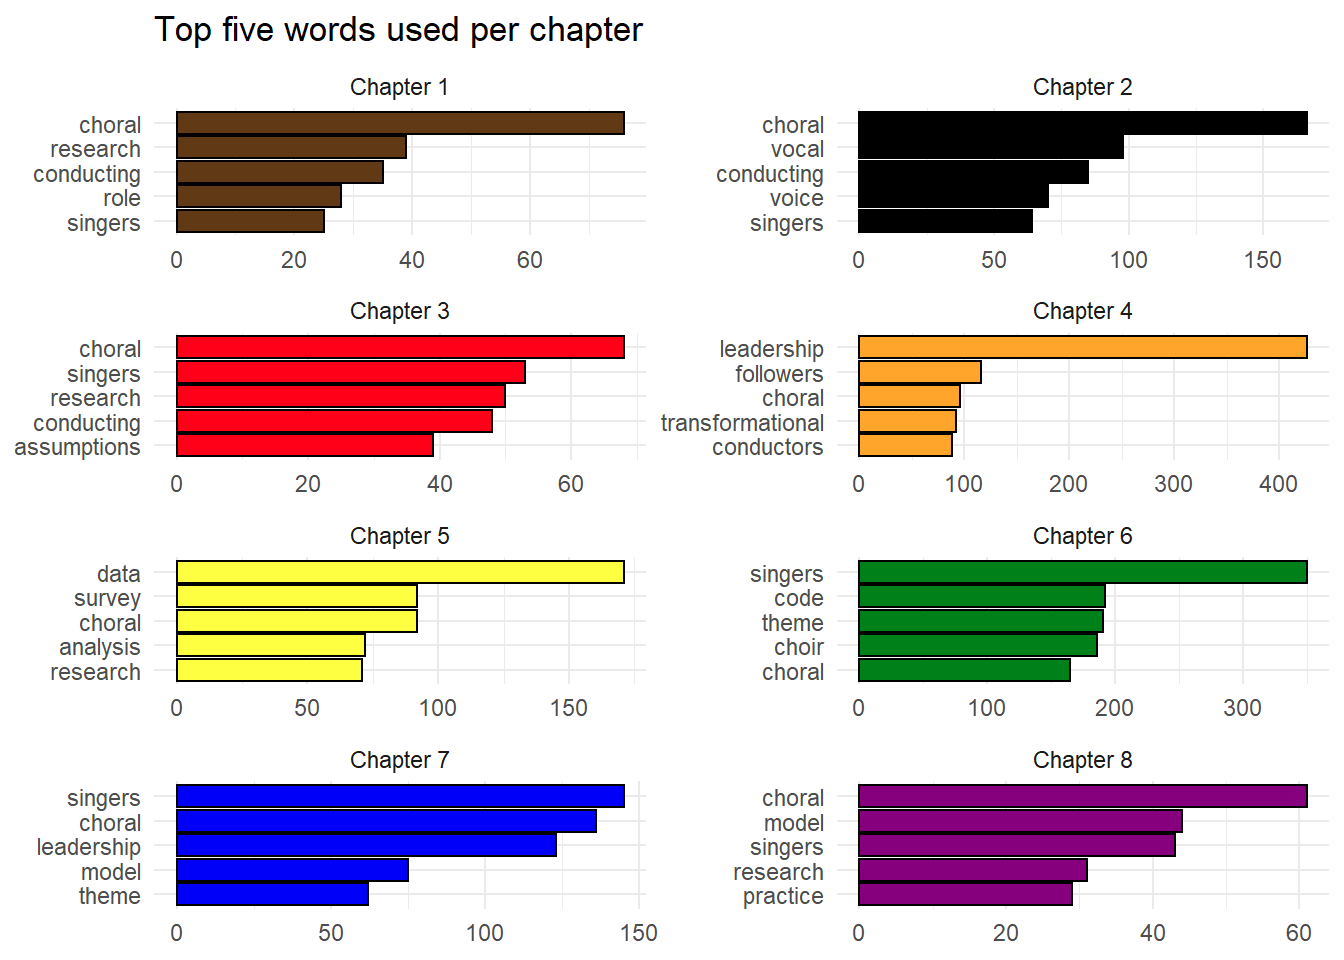 Top five words used per chapter
Chapter 1
choral
research
conducting
role
singers
0 20 40 60
Chapter 2
choral
vocal
conducting
voice
singers
0 50 100 150
Chapter 3
choral
singers
research
conducting
assumptions
0 20 40 60
Chapter 4
leadership
followers
choral
transformational
conductors
0 100 200 300 400
Chapter 5
data
survey
choral
analysis
research
0 50 100 150
Chapter 6
singers
code
theme
choir
choral
0 100 200 300
Chapter 7
singers
choral
leadership
model
theme
0 50 100 150
Chapter 8
choral
model
singers
research
practice
0 20 40 60